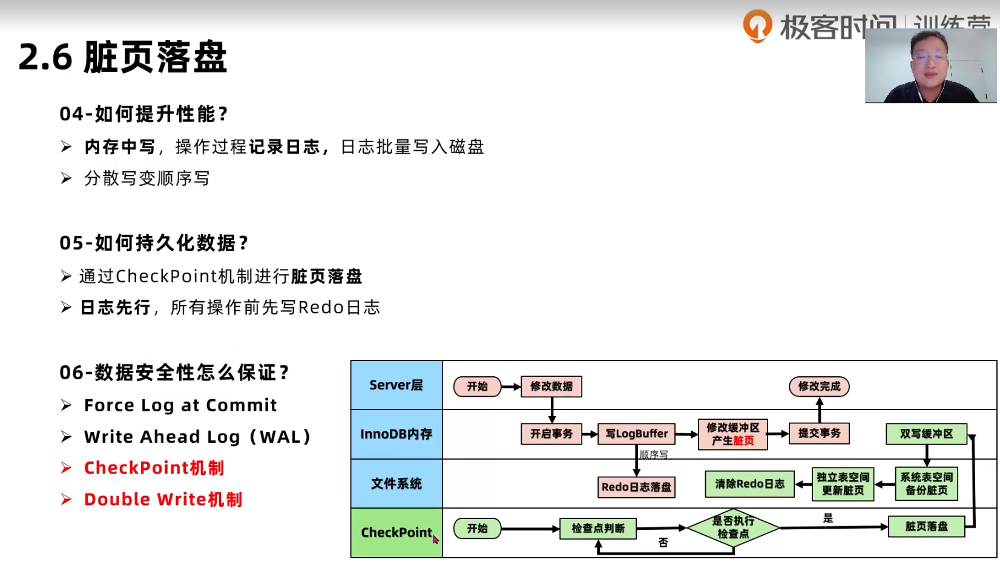 极客时间 | 训练营
2.6 脏页落盘
04-如何提升性能？
➢ 内存中写，操作过程记录日志，日志批量写入磁盘
➢ 分散写变顺序写
05-如何持久化数据？
➢ 通过CheckPoint机制进行脏页落盘
➢ 日志先行，所有操作前先写Redo日志
06-数据安全性怎么保证？
➢ Force Log at Commit
➢ Write Ahead Log（WAL）
➢ CheckPoint机制
➢ Double Write机制
Server层
开始
修改数据
修改完成
InnoDB内存
开启事务
写LogBuffer
修改缓冲区
产生脏页
提交事务
双写缓冲区
顺序写
文件系统
Redo日志落盘
清除Redo日志
独立表空间
更新脏页
系统表空间
备份脏页
CheckPoint
开始
检查点判断
是否执行
检查点
是
否
脏页落盘